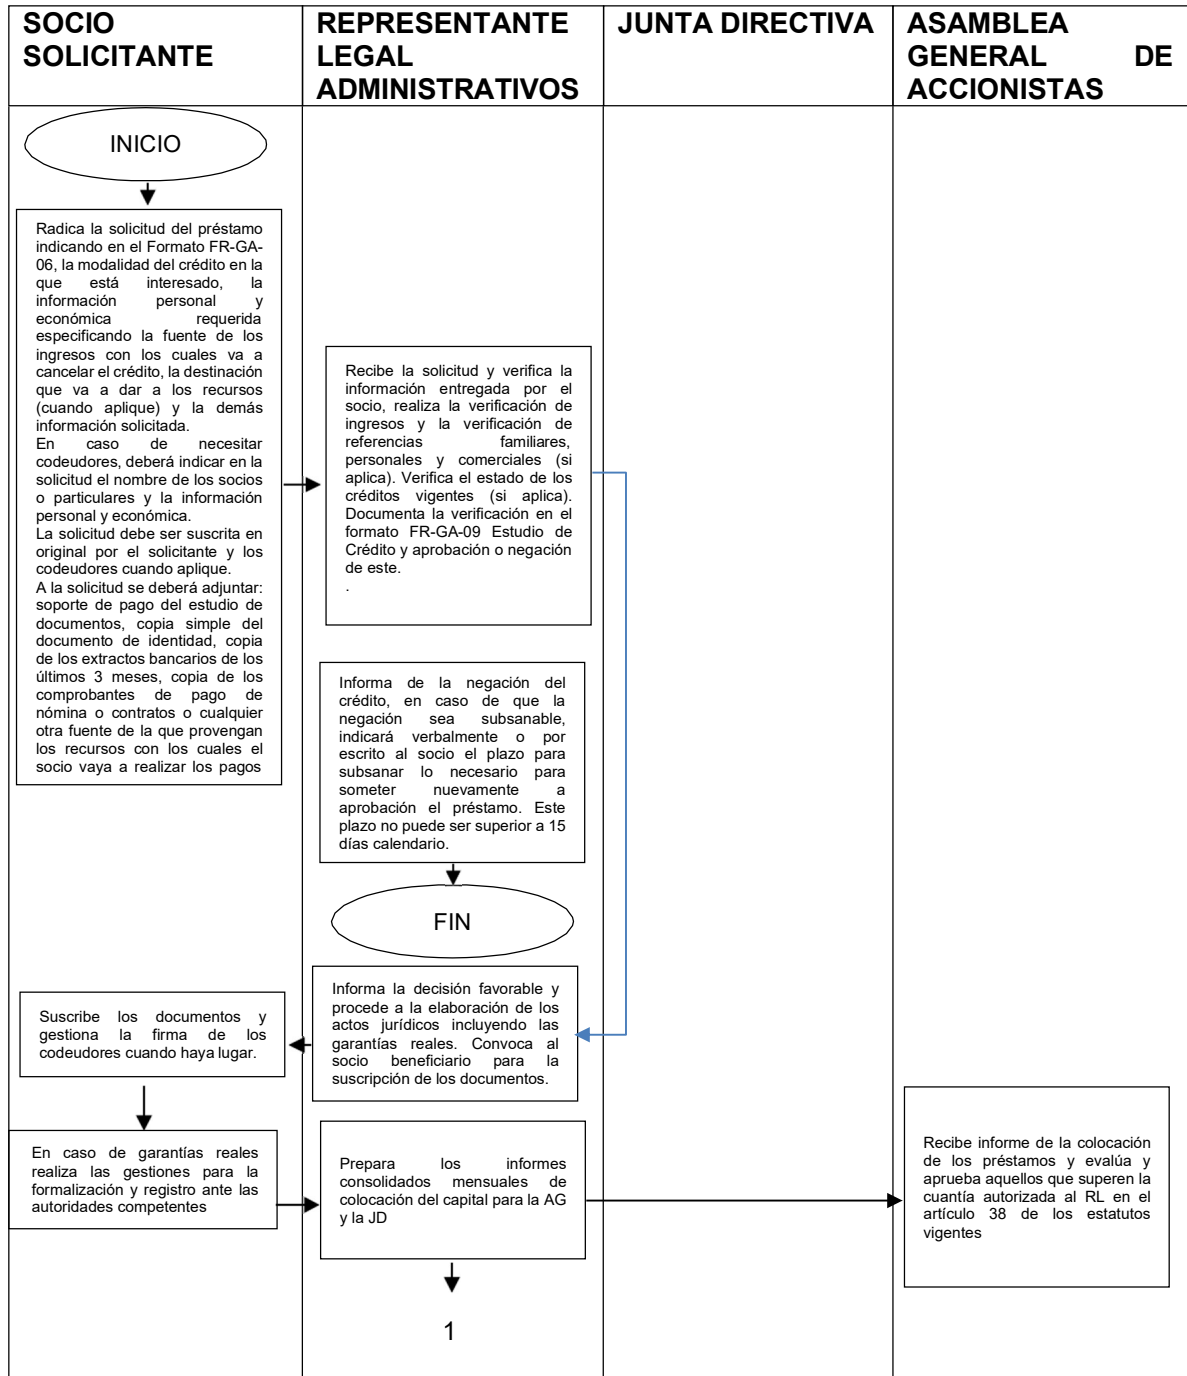 SOCIO
SOLICITANTE
REPRESENTANTE
LEGAL
ADMINISTRATIVOS
JUNTA DIRECTIVA
ASAMBLEA
GENERAL DE
ACCIONISTAS
INICIO
Radica la solicitud del préstamo
indicando en el Formato FR-GA-
06, la modalidad del crédito en la
que está interesado, la
información personal y
económica requerida
especificando la fuente de los
ingresos con los cuales va a
cancelar el crédito, la destinación
que va a dar a los recursos
(cuando aplique) y la demás
información solicitada.
En caso de necesitar
codeudores, deberá indicar en la
solicitud el nombre de los socios
o particulares y la información
personal y económica.
La solicitud debe ser suscrita en
original por el solicitante y los
codeudores cuando aplique.
A la solicitud se deberá adjuntar:
soporte de pago del estudio de
documentos, copia simple del
documento de identidad, copia
de los extractos bancarios de los
últimos 3 meses, copia de los
comprobantes de pago de
nómina o contratos o cualquier
otra fuente de la que provengan
los recursos con los cuales el
socio vaya a realizar los pagos
Recibe la solicitud y verifica la
información entregada por el
socio, realiza la verificación de
ingresos y la verificación de
referencias familiares,
personales y comerciales (si
aplica). Verifica el estado de los
créditos vigentes (si aplica).
Documenta la verificación en el
formato FR-GA-09 Estudio de
Crédito y aprobación o negación
de este.
.
Informa de la negación del
crédito, en caso de que la
negación sea subsanable,
indicará verbalmente o por
escrito al socio el plazo para
subsanar lo necesario para
someter nuevamente a
aprobación el préstamo. Este
plazo no puede ser superior a 15
días calendario.
FIN
Informa la decisión favorable y
procede a la elaboración de los
actos jurídicos incluyendo las
garantías reales. Convoca al
socio beneficiario para la
suscripción de los documentos.
Suscribe los documentos y
gestiona la firma de los
codeudores cuando haya lugar.
En caso de garantías reales
realiza las gestiones para la
formalización y registro ante las
autoridades competentes
Prepara los informes
consolidados mensuales de
colocación del capital para la AG
y la JD
Recibe informe de la colocación
de los préstamos y evalúa y
aprueba aquellos que superen la
cuantía autorizada al RL en el
artículo 38 de los estatutos
vigentes
1